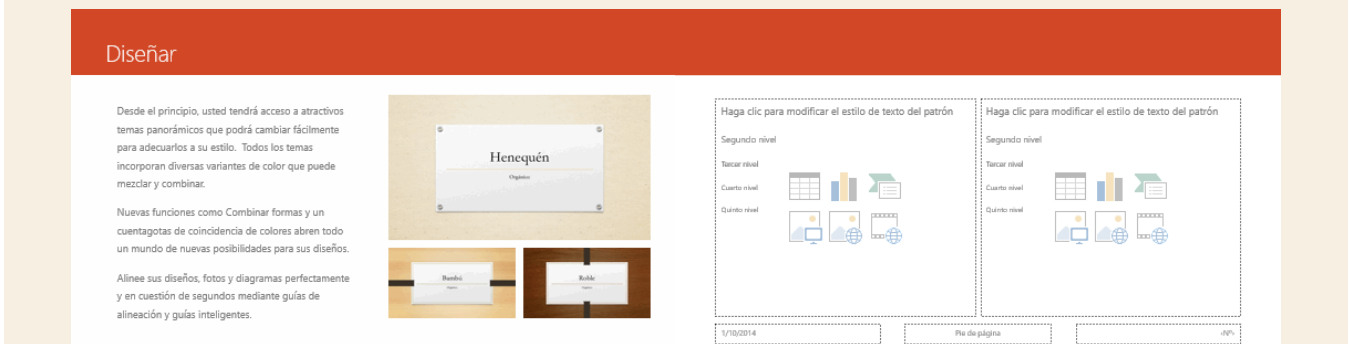 Diseñar
Desde el principio, usted tendrá acceso a atractivos
temas panorámicos que podrá cambiar fácilmente
para adecuarlos a su estilo.  Todos los temas
incorporan diversas variantes de color que puede
mezclar y combinar.
Nuevas funciones como Combinar formas y un
cuentagotas de coincidencia de colores abren todo
un mundo de nuevas posibilidades para sus diseños.
Alinee sus diseños, fotos y diagramas perfectamente
y en cuestión de segundos mediante guías de
alineación y guías inteligentes.
Henequén
Orgánico
Bambú
Orgánico
Roble
Orgánico
Haga clic para modificar el estilo de texto del patrón
Segundo nivel
Tercer nivel
Cuarto nivel
Quinto nivel
Haga clic para modificar el estilo de texto del patrón
Segundo nivel
Tercer nivel
Cuarto nivel
Quinto nivel
1/10/2014
Pie de página
‹Nº›